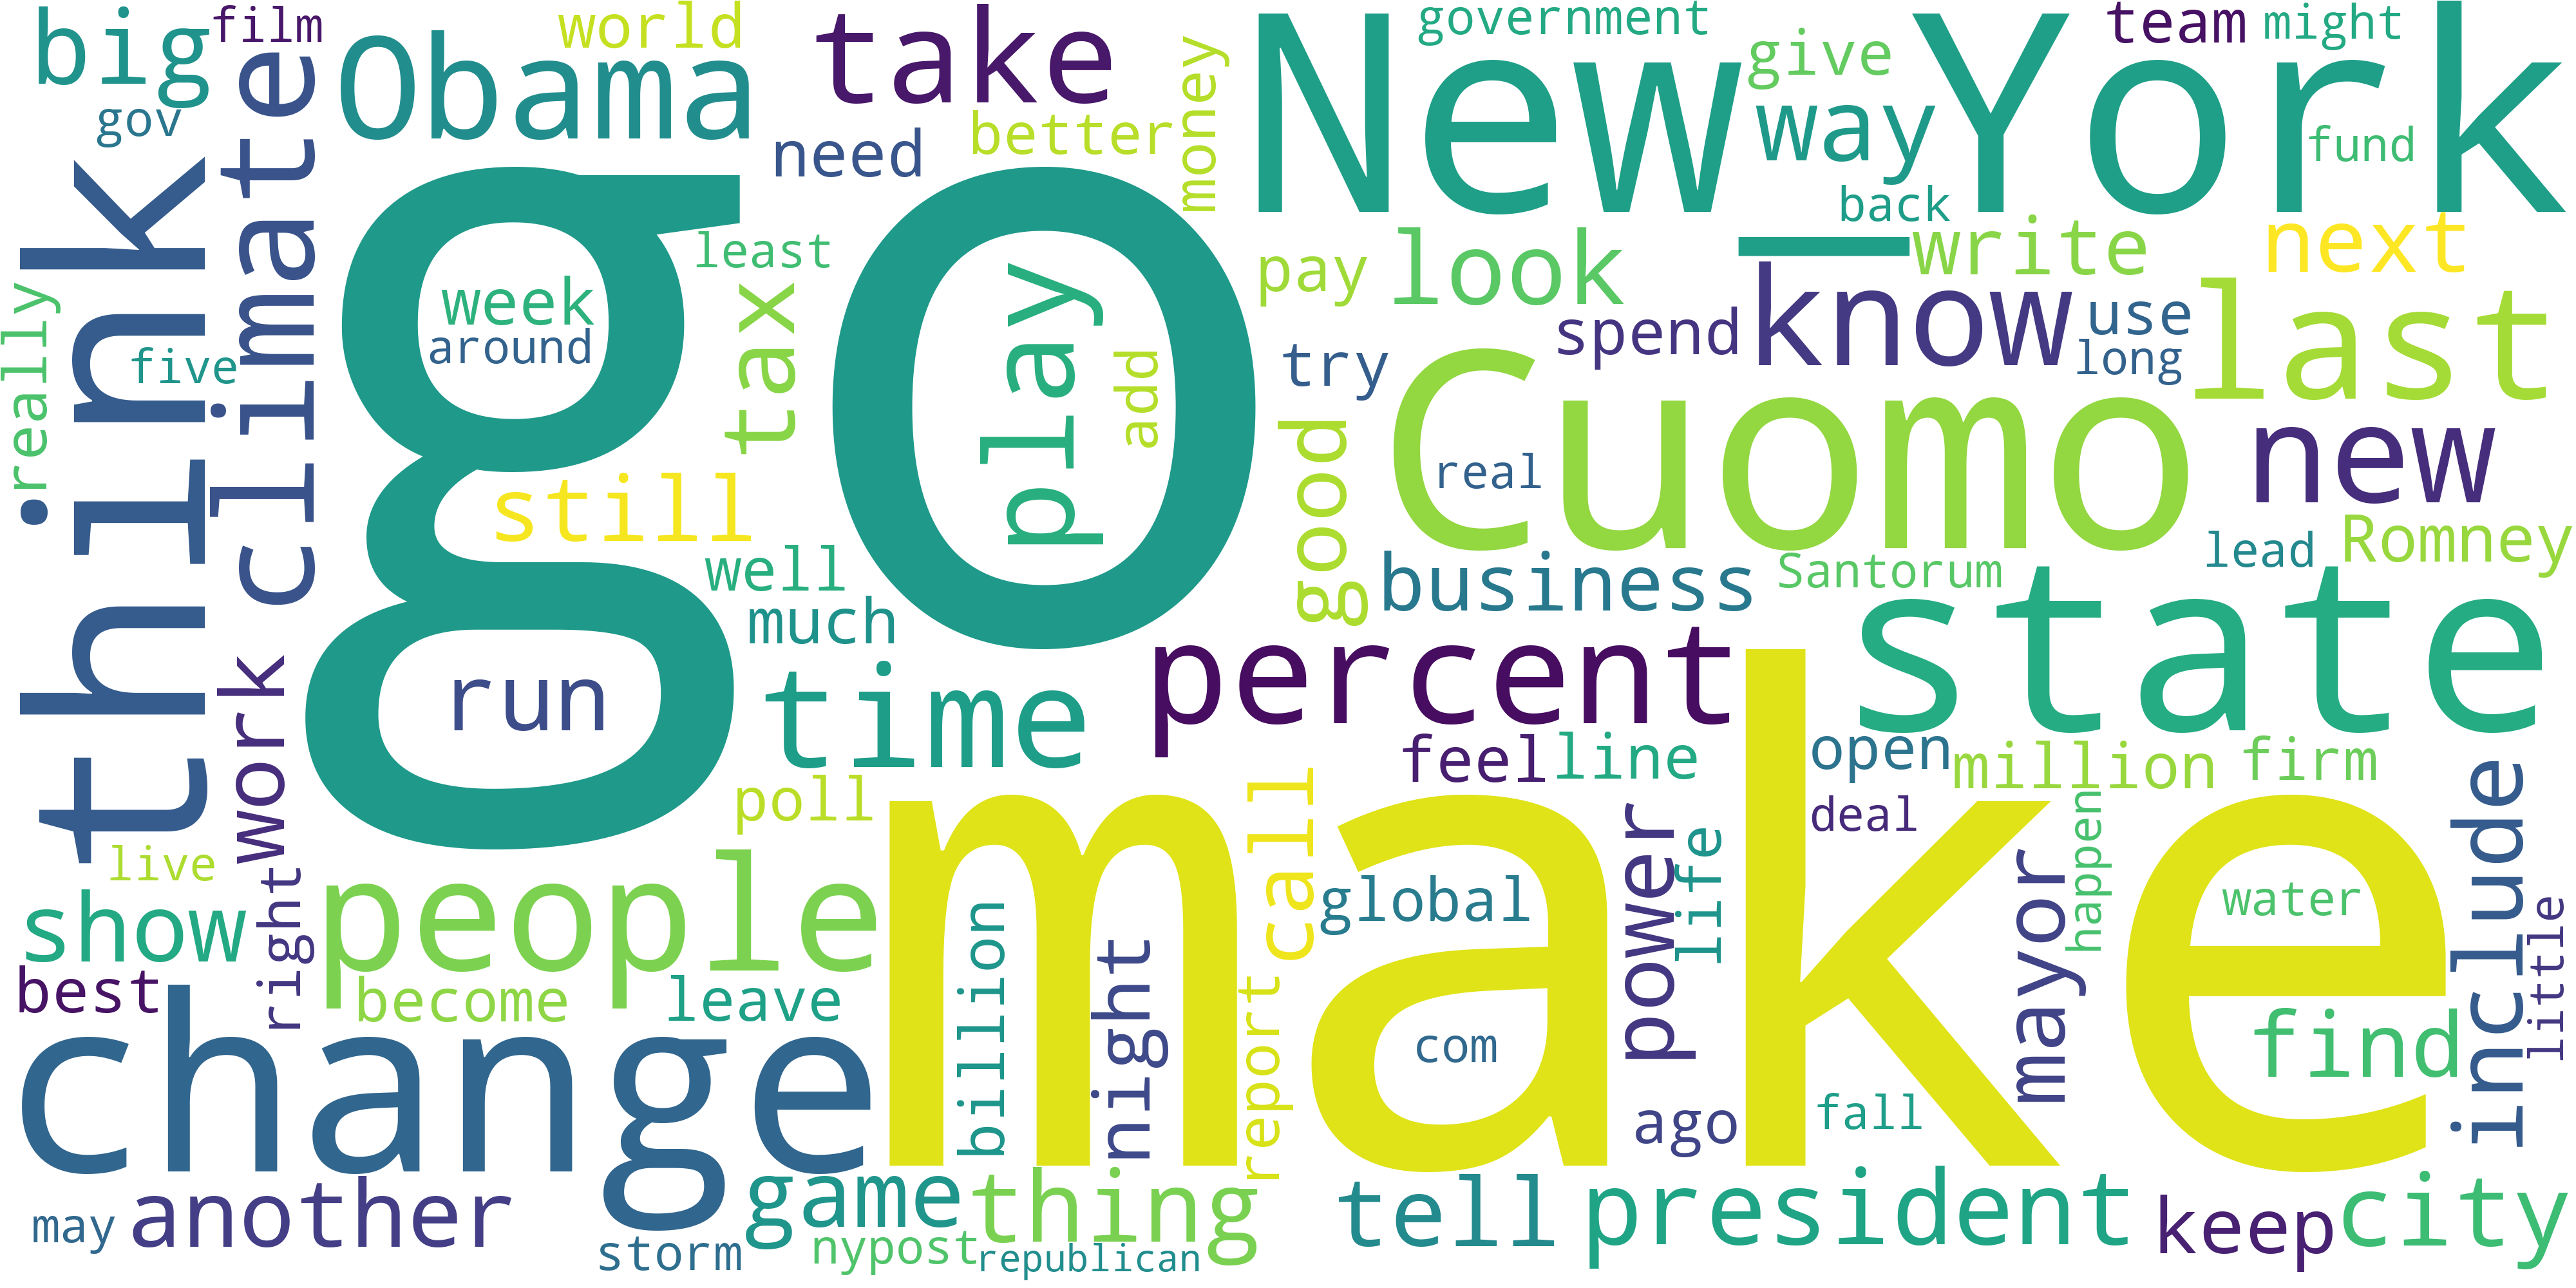 big
film
gov
Obama
world
take
need
better
money
New_York
government
give
way
team
might
fund
back
think
climate
really
five
go
week
around
least
tax
play
add
still
run
pay
look
know
write
next
spend
use
long
try
last
Cuomo
real
good
new
Romney
lead
Santorum
business
state
well
much
time
percent
poll
feel
line
open
million
firm
deal
work
live
show
people
right
best
become
leave
change
make
call
global
power
life
mayor
happen
water
include
little
billion
night
report
com
find
ago
fall
may
another
storm
game
nypost
thing
republican
tell
president
keep
city